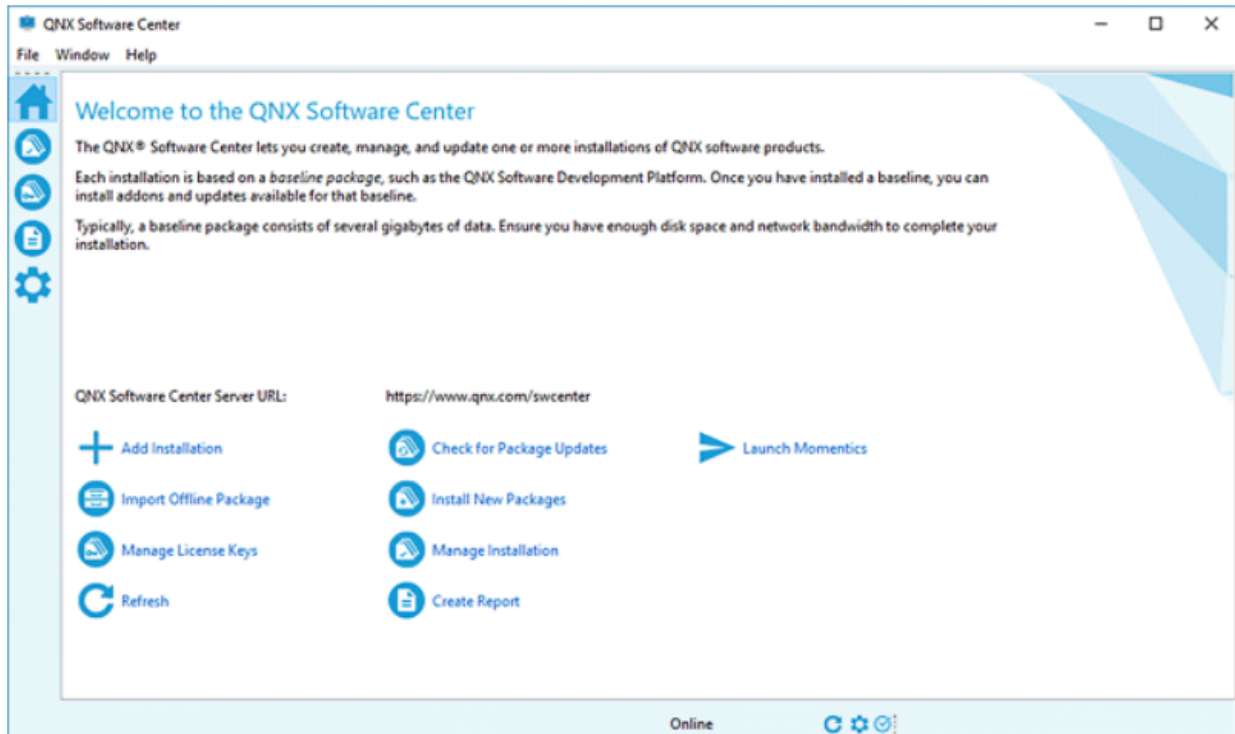 QNX Software Center
File Window Help
Welcome to the QNX Software Center
The QNX® Software Center lets you create, manage, and update one or more installations of QNX software products.
Each installation is based on a baseline package, such as the QNX Software Development Platform. Once you have installed a baseline, you can
install addons and updates available for that baseline.
Typically, a baseline package consists of several gigabytes of data. Ensure you have enough disk space and network bandwidth to complete your
installation.
QNX Software Center Server URL: https://www.qnx.com/swcenter
Add Installation Check for Package Updates Launch Momentics
Import Offline Package Install New Packages
Manage License Keys Manage Installation
Refresh Create Report
Online